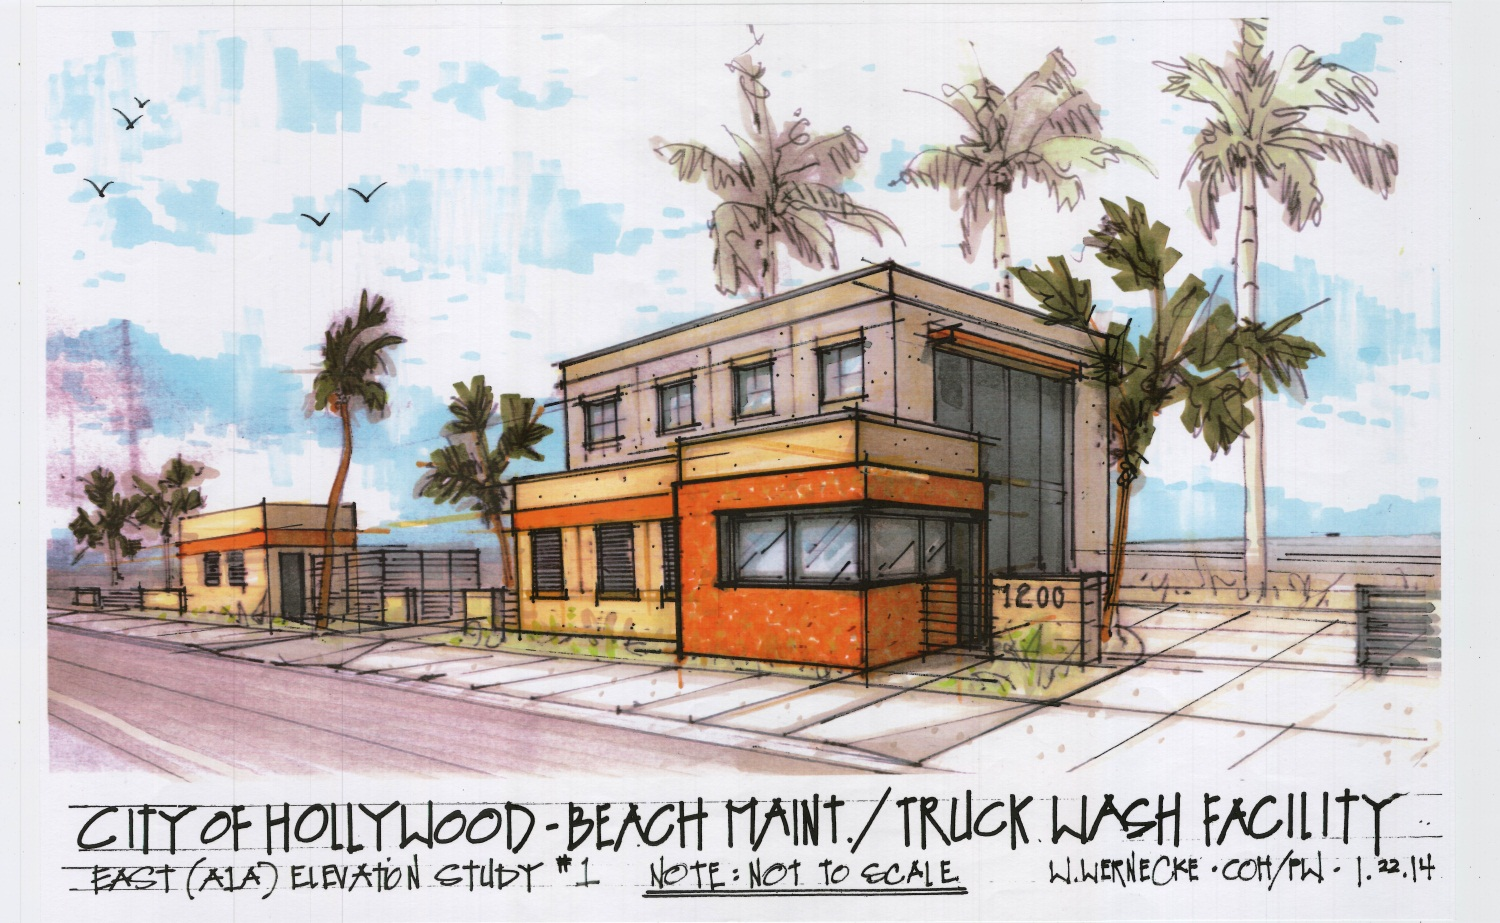 1200
CITY OF HOLLYWOOD - BEACH MAINT. / TRUCK WASH FACILITY
EAST (A1A) ELEVATION STUDY #1 NOTE: NOT TO SCALE W.WERNECKE · COH/PW · 1.22.14